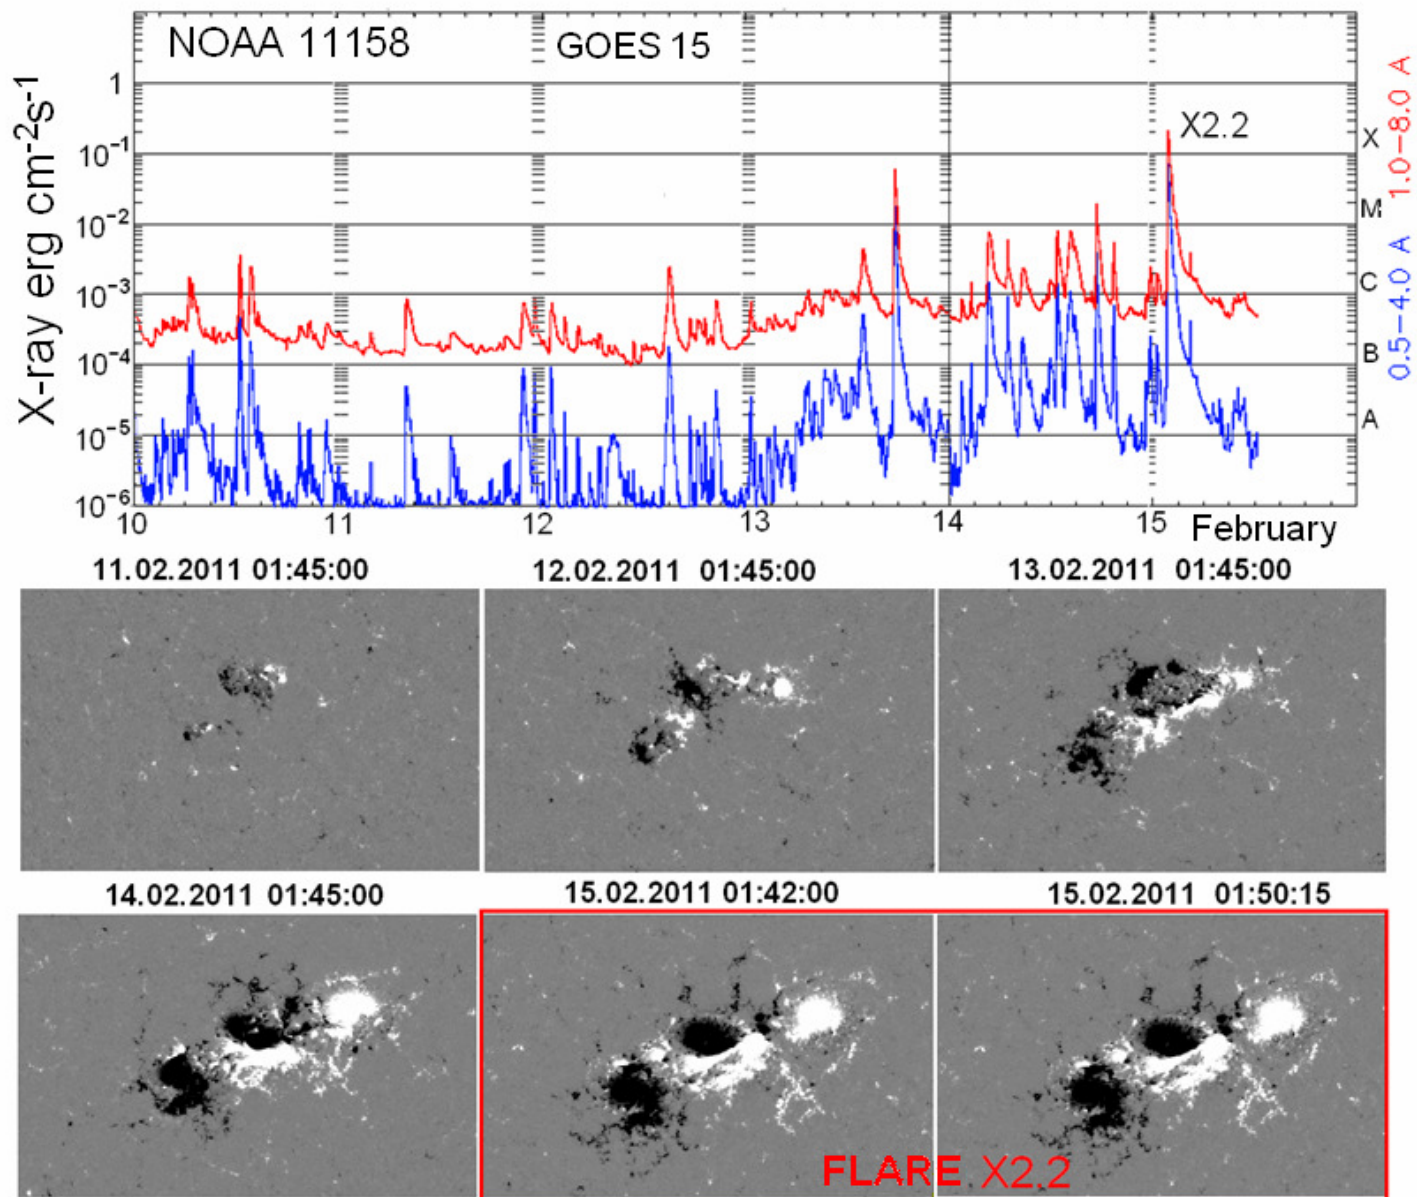 NOAA 11158 GOES 15
X-ray erg cm⁻²s⁻¹
1
10⁻¹
10⁻²
10⁻³
10⁻⁴
10⁻⁵
10⁻⁶
X2.2
X
M
C
B
A
1.0–8.0 A
0.5–4.0 A
10 11 12 13 14 15 February
11.02.2011 01:45:00 12.02.2011 01:45:00 13.02.2011 01:45:00
14.02.2011 01:45:00 15.02.2011 01:42:00 15.02.2011 01:50:15
FLARE X2.2